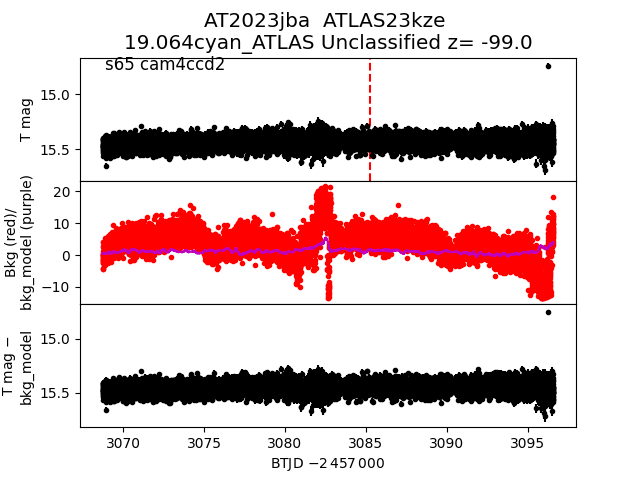 AT2023jba  ATLAS23kze
19.064cyan_ATLAS Unclassified z= -99.0
s65 cam4ccd2
T mag
15.0
15.5
Bkg (red)/
bkg_model (purple)
20
10
0
−10
T mag −
bkg_model
15.0
15.5
3070 3075 3080 3085 3090 3095
BTJD −2 457 000